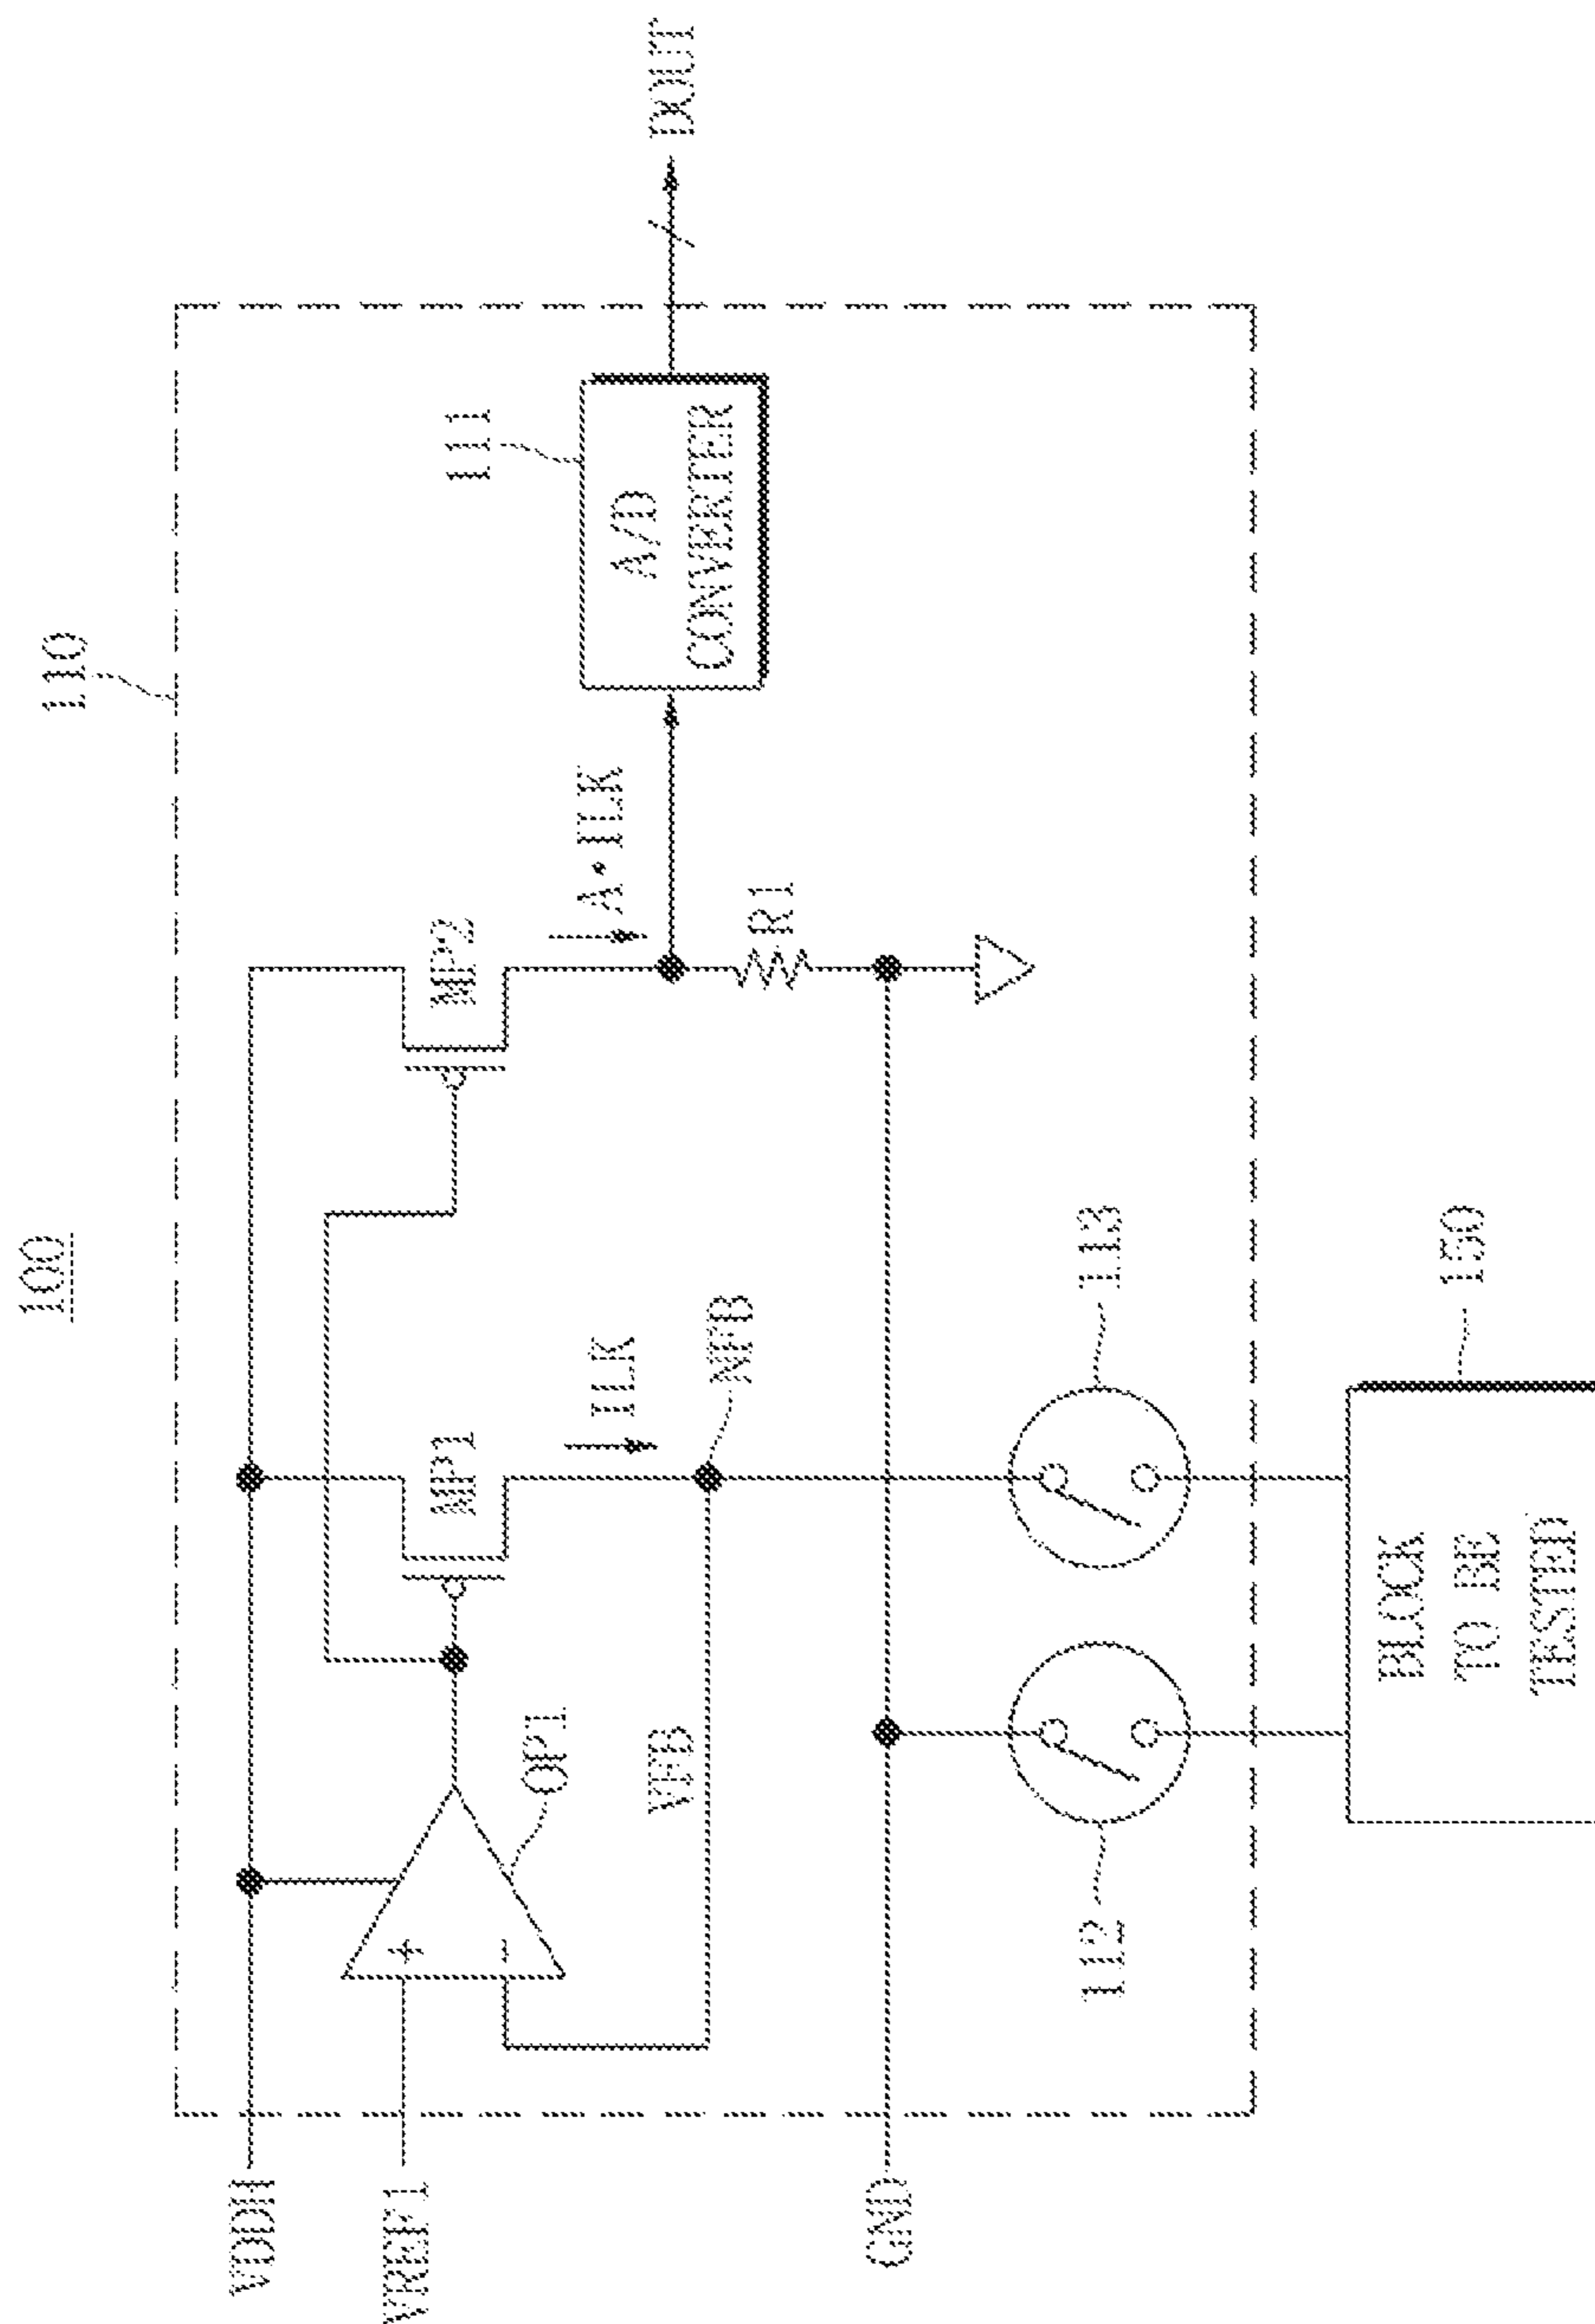 100
110
VDDH
VREF1
GND
OP1
+
−
VFB
MP1
ILK
NFB
MP2
A•ILK
R1
111
A/D
CONVERTER
DOUT
112
113
150
BLOCK
TO BE
TESTED